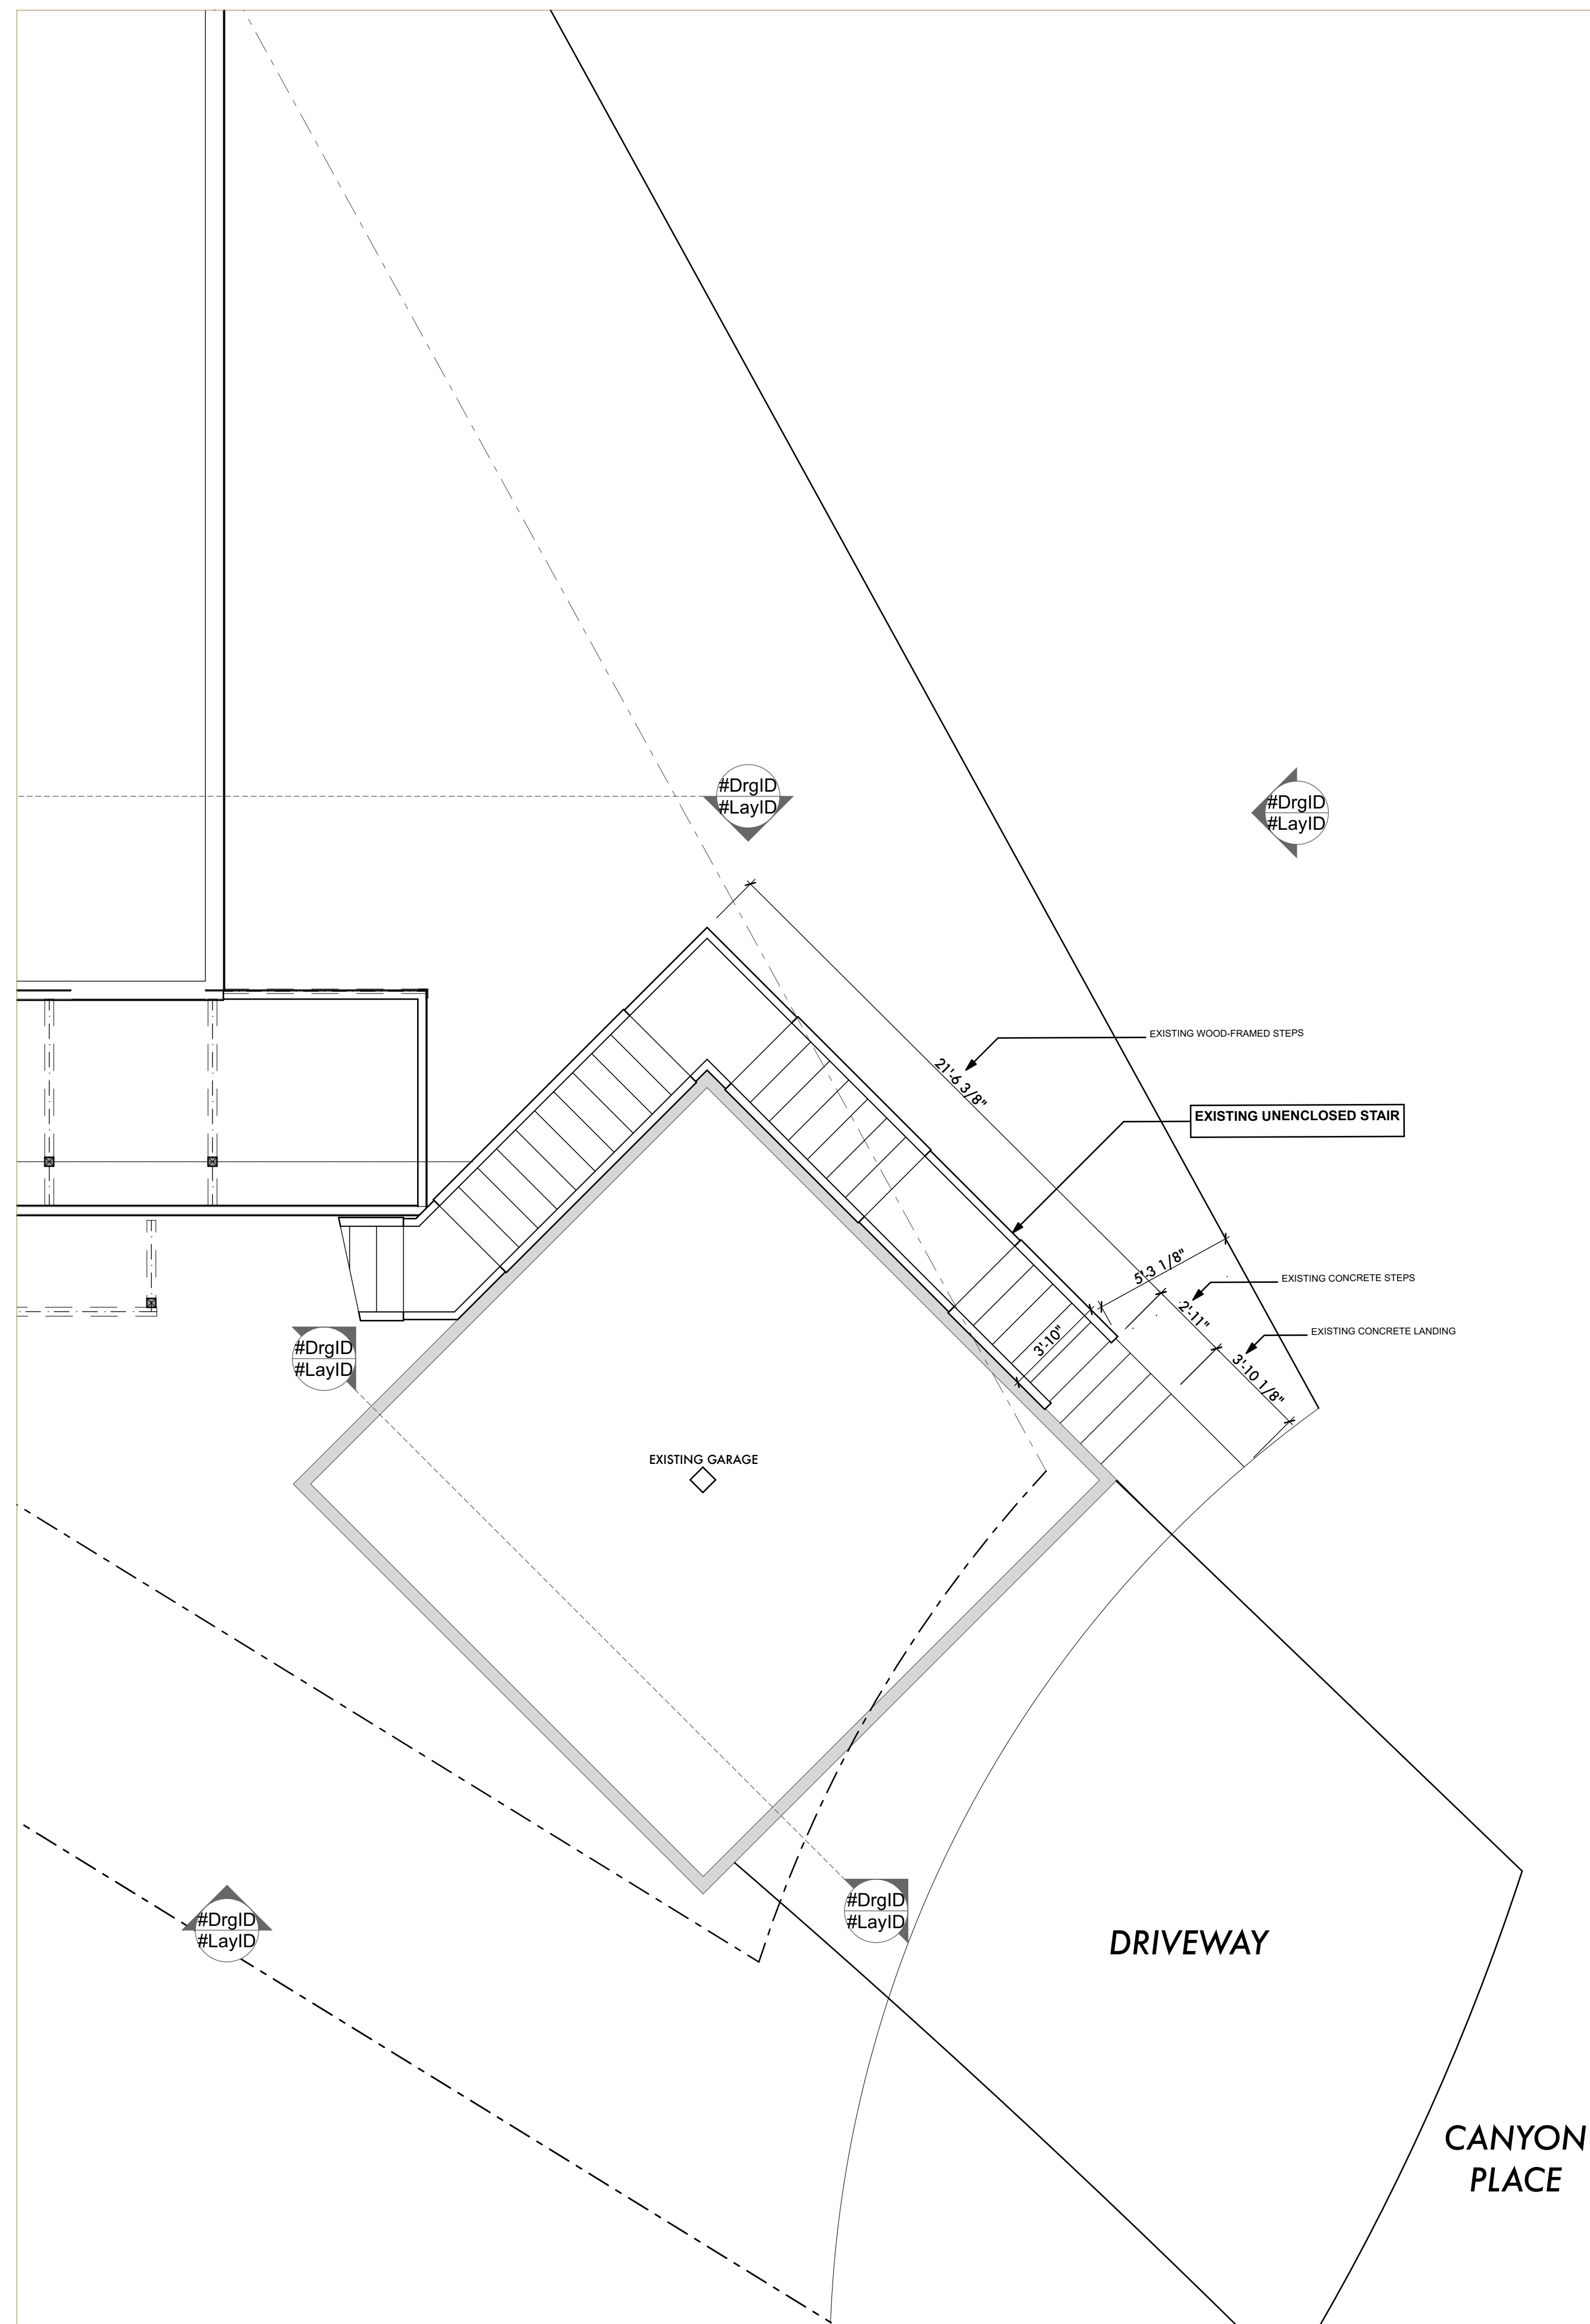 #DrgID
#LayID
#DrgID
#LayID
EXISTING WOOD-FRAMED STEPS
21'-6 3/8"
EXISTING UNENCLOSED STAIR
5'-3 1/8"
EXISTING CONCRETE STEPS
2'-11"
EXISTING CONCRETE LANDING
3'-10"
3'-10 1/8"
#DrgID
#LayID
EXISTING GARAGE
#DrgID
#LayID
#DrgID
#LayID
DRIVEWAY
CANYON
PLACE